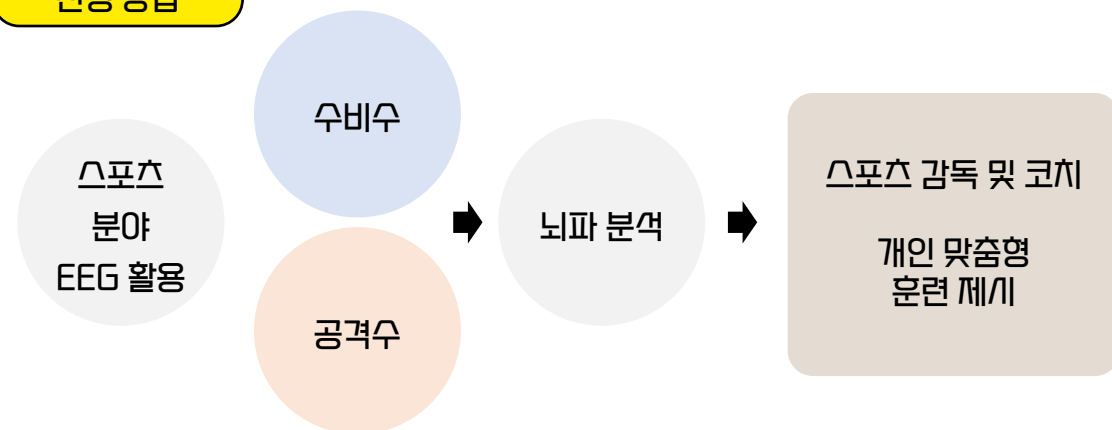 스포츠
분야
EEG 활용
수비수
공격수
뇌파 분석
스포츠 감독 및 코치
개인 맞춤형
훈련 제시